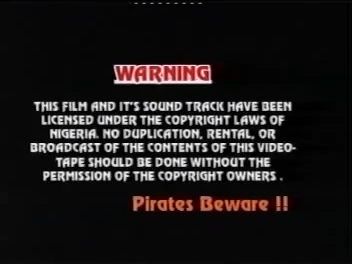 WARNING
THIS FILM AND IT'S SOUND TRACK HAVE BEEN
LICENSED UNDER THE COPYRIGHT LAWS OF
NIGERIA. NO DUPLICATION, RENTAL, OR
BROADCAST OF THE CONTENTS OF THIS VIDEO-
TAPE SHOULD BE DONE WITHOUT THE
PERMISSION OF THE COPYRIGHT OWNERS .
Pirates Beware !!